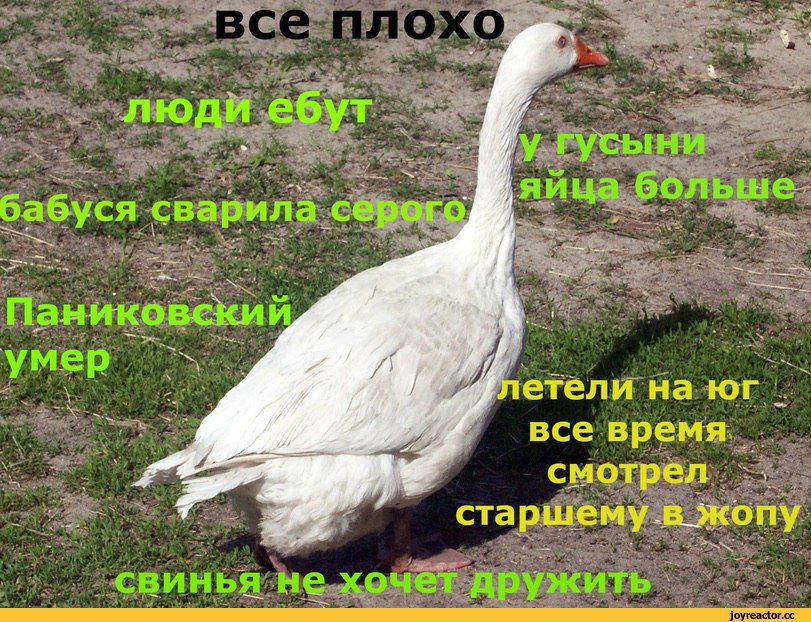 все плохо
люди ебут
у гусыни
яйца больше
бабуся сварила серого
Паниковский
умер
летели на юг
все время
смотрел
старшему в жопу
свинья не хочет дружить
joyreactor.cc